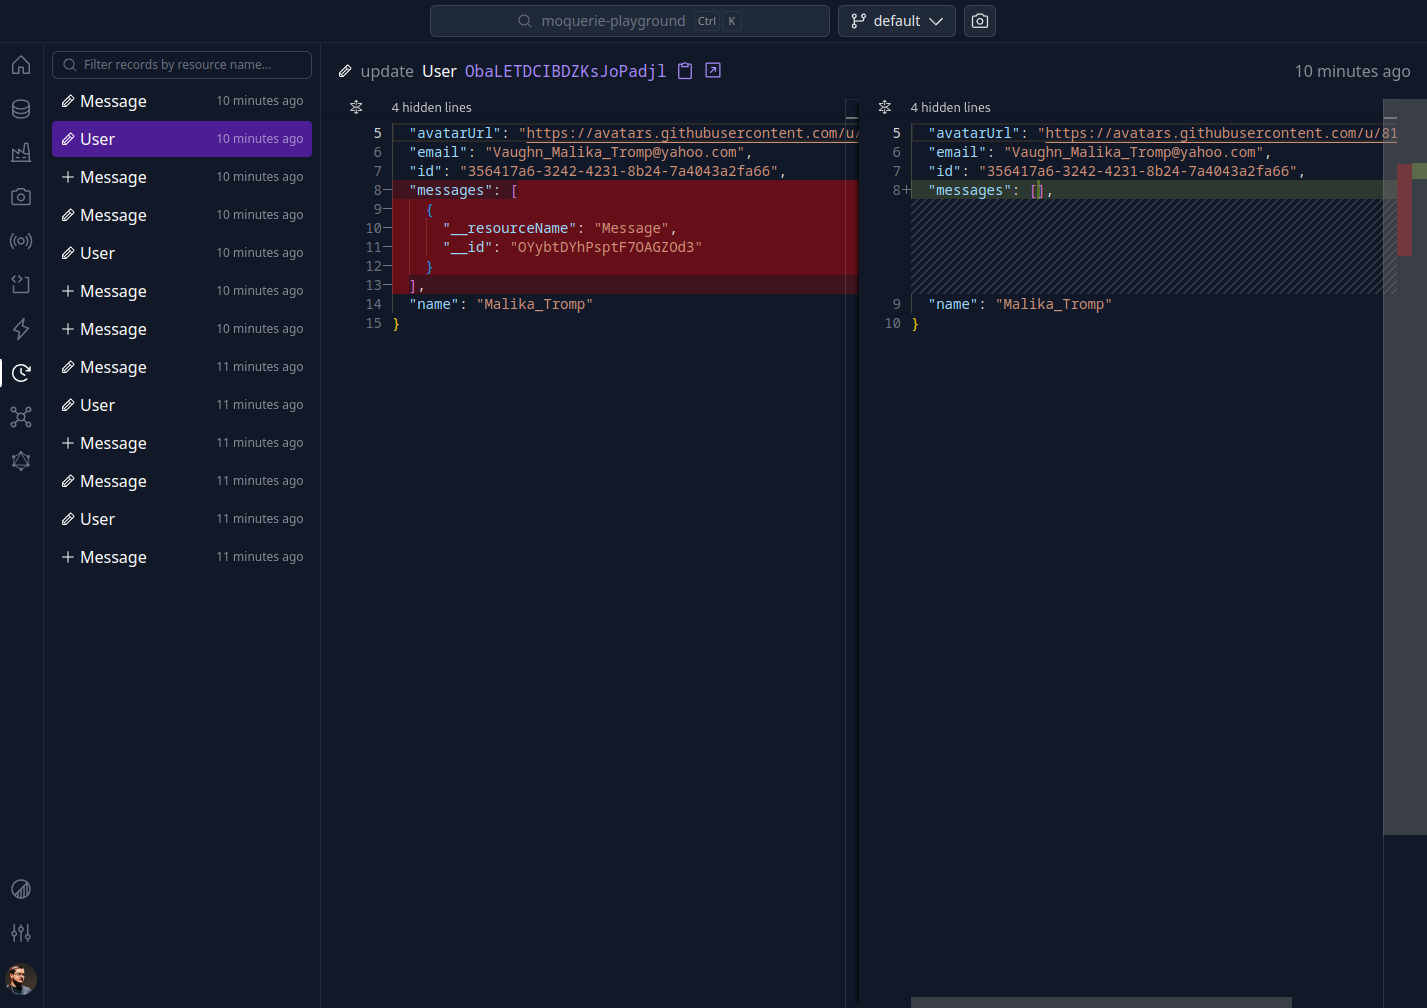 moquerie-playground Ctrl K
default
Filter records by resource name...
Message 10 minutes ago
User 10 minutes ago
Message 10 minutes ago
Message 10 minutes ago
User 10 minutes ago
Message 10 minutes ago
Message 10 minutes ago
Message 11 minutes ago
User 11 minutes ago
Message 11 minutes ago
Message 11 minutes ago
User 11 minutes ago
Message 11 minutes ago
update User ObaLETDCIBDZKsJoPadjl
10 minutes ago
4 hidden lines
5 "avatarUrl": "https://avatars.githubusercontent.com/u/
6 "email": "Vaughn_Malika_Tromp@yahoo.com",
7 "id": "356417a6-3242-4231-8b24-7a4043a2fa66",
8− "messages": [
9− {
10− "__resourceName": "Message",
11− "__id": "OYybtDYhPsptF7OAGZOd3"
12− }
13− ],
14 "name": "Malika_Tromp"
15 }
4 hidden lines
5 "avatarUrl": "https://avatars.githubusercontent.com/u/81
6 "email": "Vaughn_Malika_Tromp@yahoo.com",
7 "id": "356417a6-3242-4231-8b24-7a4043a2fa66",
8+ "messages": [],
9 "name": "Malika_Tromp"
10 }